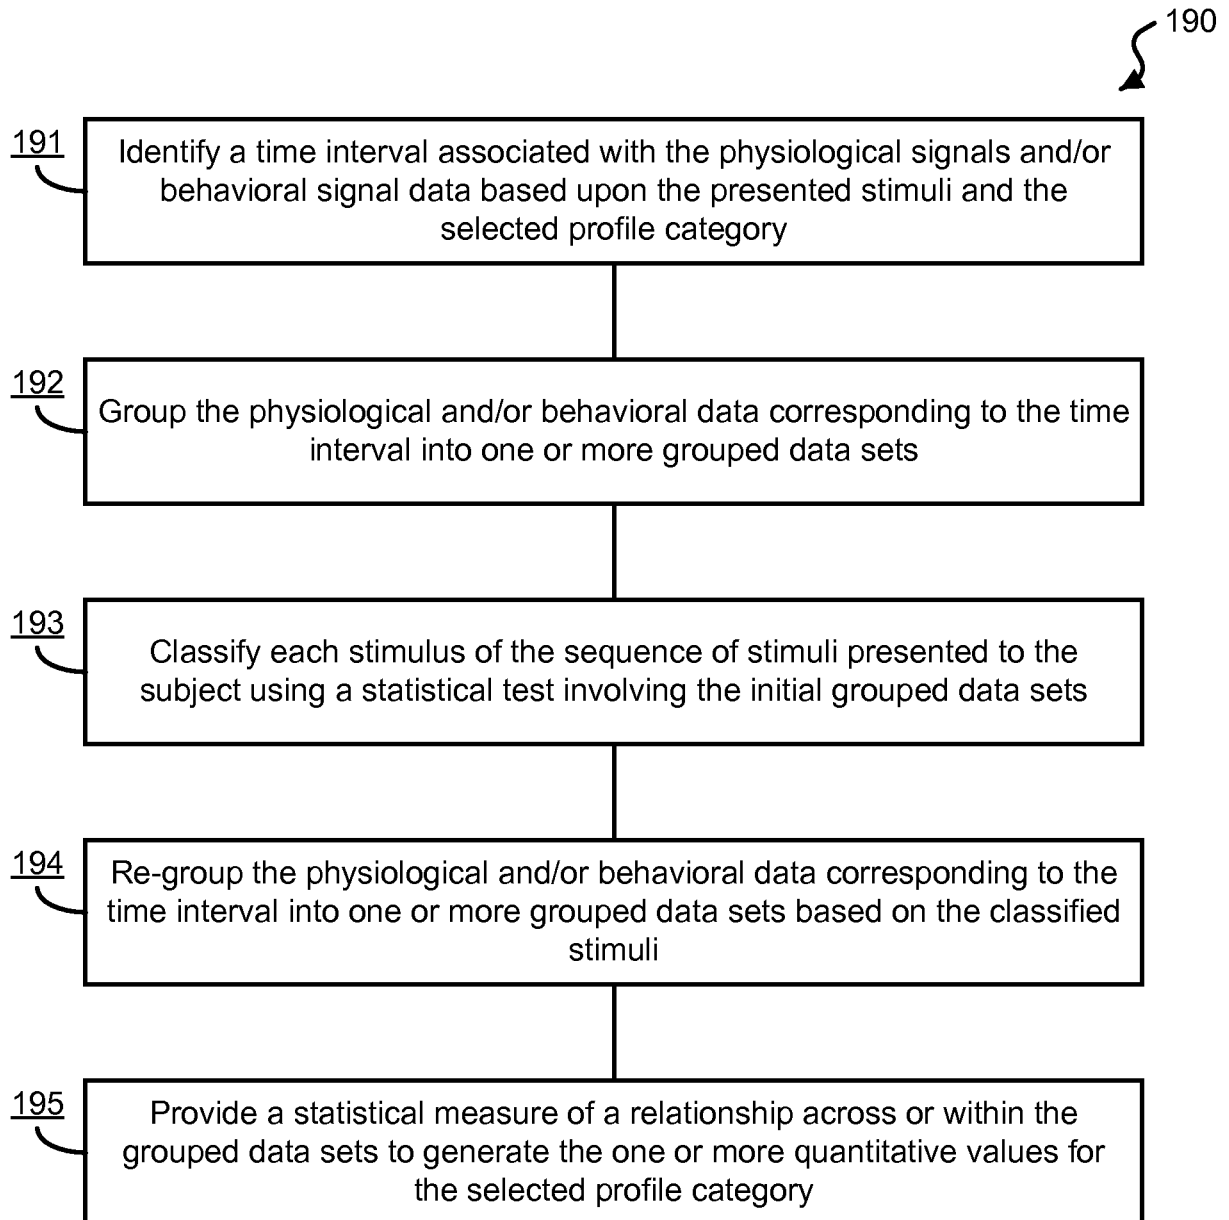 190
191
Identify a time interval associated with the physiological signals and/or
behavioral signal data based upon the presented stimuli and the
selected profile category
192
Group the physiological and/or behavioral data corresponding to the time
interval into one or more grouped data sets
193
Classify each stimulus of the sequence of stimuli presented to the
subject using a statistical test involving the initial grouped data sets
194
Re-group the physiological and/or behavioral data corresponding to the
time interval into one or more grouped data sets based on the classified
stimuli
195
Provide a statistical measure of a relationship across or within the
grouped data sets to generate the one or more quantitative values for
the selected profile category